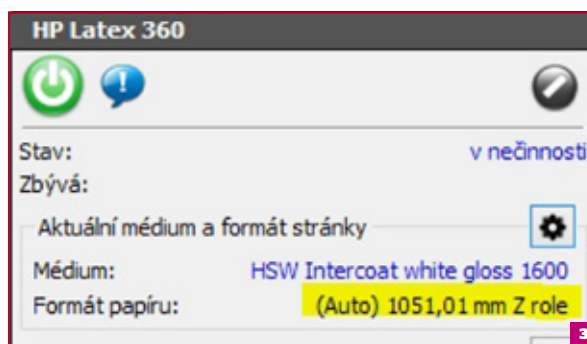 HP Latex 360
Stav: v nečinnosti
Zbývá:
Aktuální médium a formát stránky
Médium: HSW Intercoat white gloss 1600
Formát papíru: (Auto) 1051,01 mm Z role
3